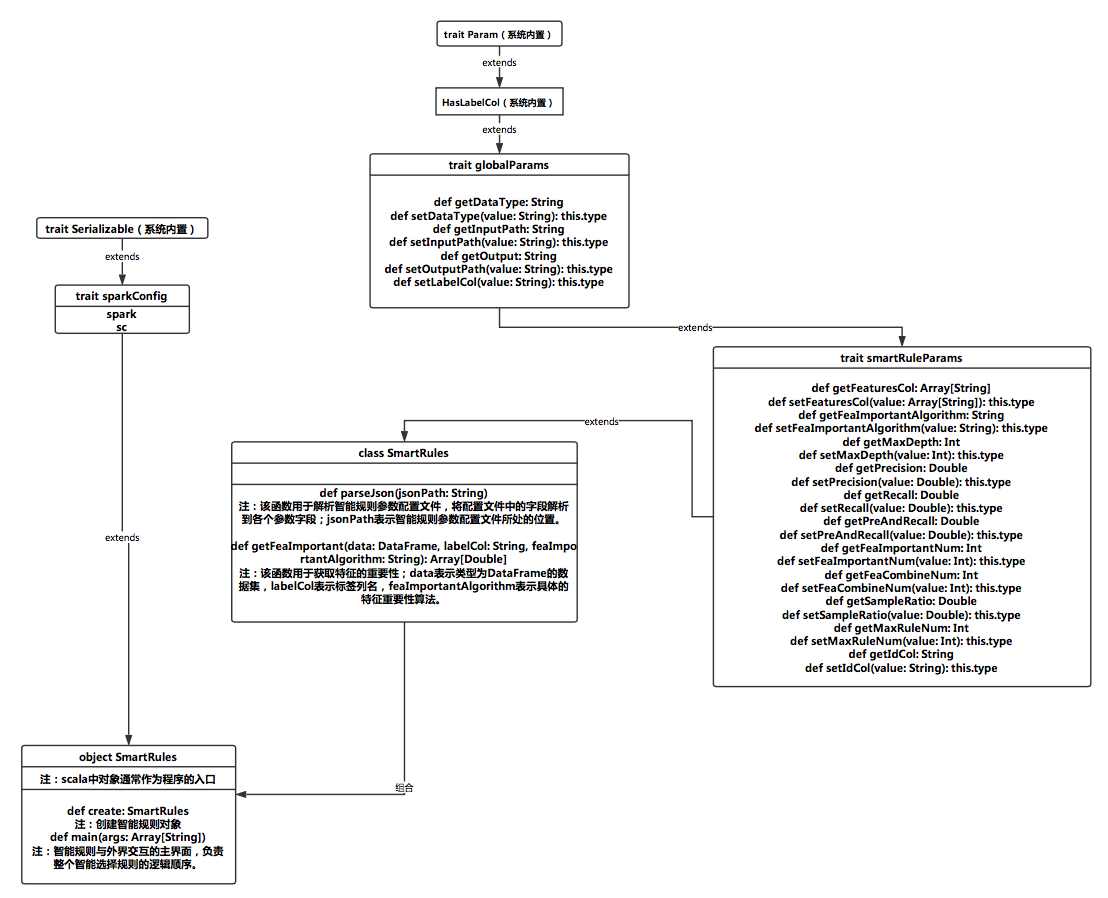 trait Param（系统内置）
extends
HasLabelCol（系统内置）
extends
trait globalParams
def getDataType: String
def setDataType(value: String): this.type
def getInputPath: String
def setInputPath(value: String): this.type
def getOutput: String
def setOutputPath(value: String): this.type
def setLabelCol(value: String): this.type
extends
trait Serializable（系统内置）
extends
trait sparkConfig
spark
sc
extends
trait smartRuleParams
def getFeaturesCol: Array[String]
def setFeaturesCol(value: Array[String]): this.type
def getFeaImportantAlgorithm: String
def setFeaImportantAlgorithm(value: String): this.type
def getMaxDepth: Int
def setMaxDepth(value: Int): this.type
def getPrecision: Double
def setPrecision(value: Double): this.type
def getRecall: Double
def setRecall(value: Double): this.type
def getPreAndRecall: Double
def setPreAndRecall(value: Double): this.type
def getFeaImportantNum: Int
def setFeaImportantNum(value: Int): this.type
def getFeaCombineNum: Int
def setFeaCombineNum(value: Int): this.type
def getSampleRatio: Double
def setSampleRatio(value: Double): this.type
def getMaxRuleNum: Int
def setMaxRuleNum(value: Int): this.type
def getIdCol: String
def setIdCol(value: String): this.type
extends
class SmartRules
def parseJson(jsonPath: String)
注：该函数用于解析智能规则参数配置文件，将配置文件中的字段解析
到各个参数字段；jsonPath表示智能规则参数配置文件所处的位置。
def getFeaImportant(data: DataFrame, labelCol: String, feaImpo
rtantAlgorithm: String): Array[Double]
注：该函数用于获取特征的重要性；data表示类型为DataFrame的数
据集，labelCol表示标签列名，feaImportantAlgorithm表示具体的
特征重要性算法。
组合
object SmartRules
注：scala中对象通常作为程序的入口
def create: SmartRules
注：创建智能规则对象
def main(args: Array[String])
注：智能规则与外界交互的主界面，负责
整个智能选择规则的逻辑顺序。